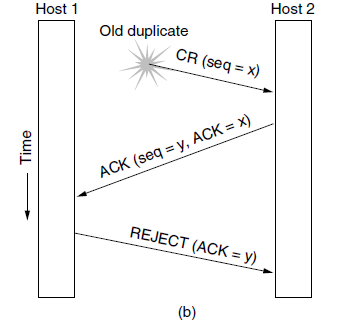 Host 1
Host 2
Old duplicate
CR (seq = x)
ACK (seq = y, ACK = x)
Time
REJECT (ACK = y)
(b)